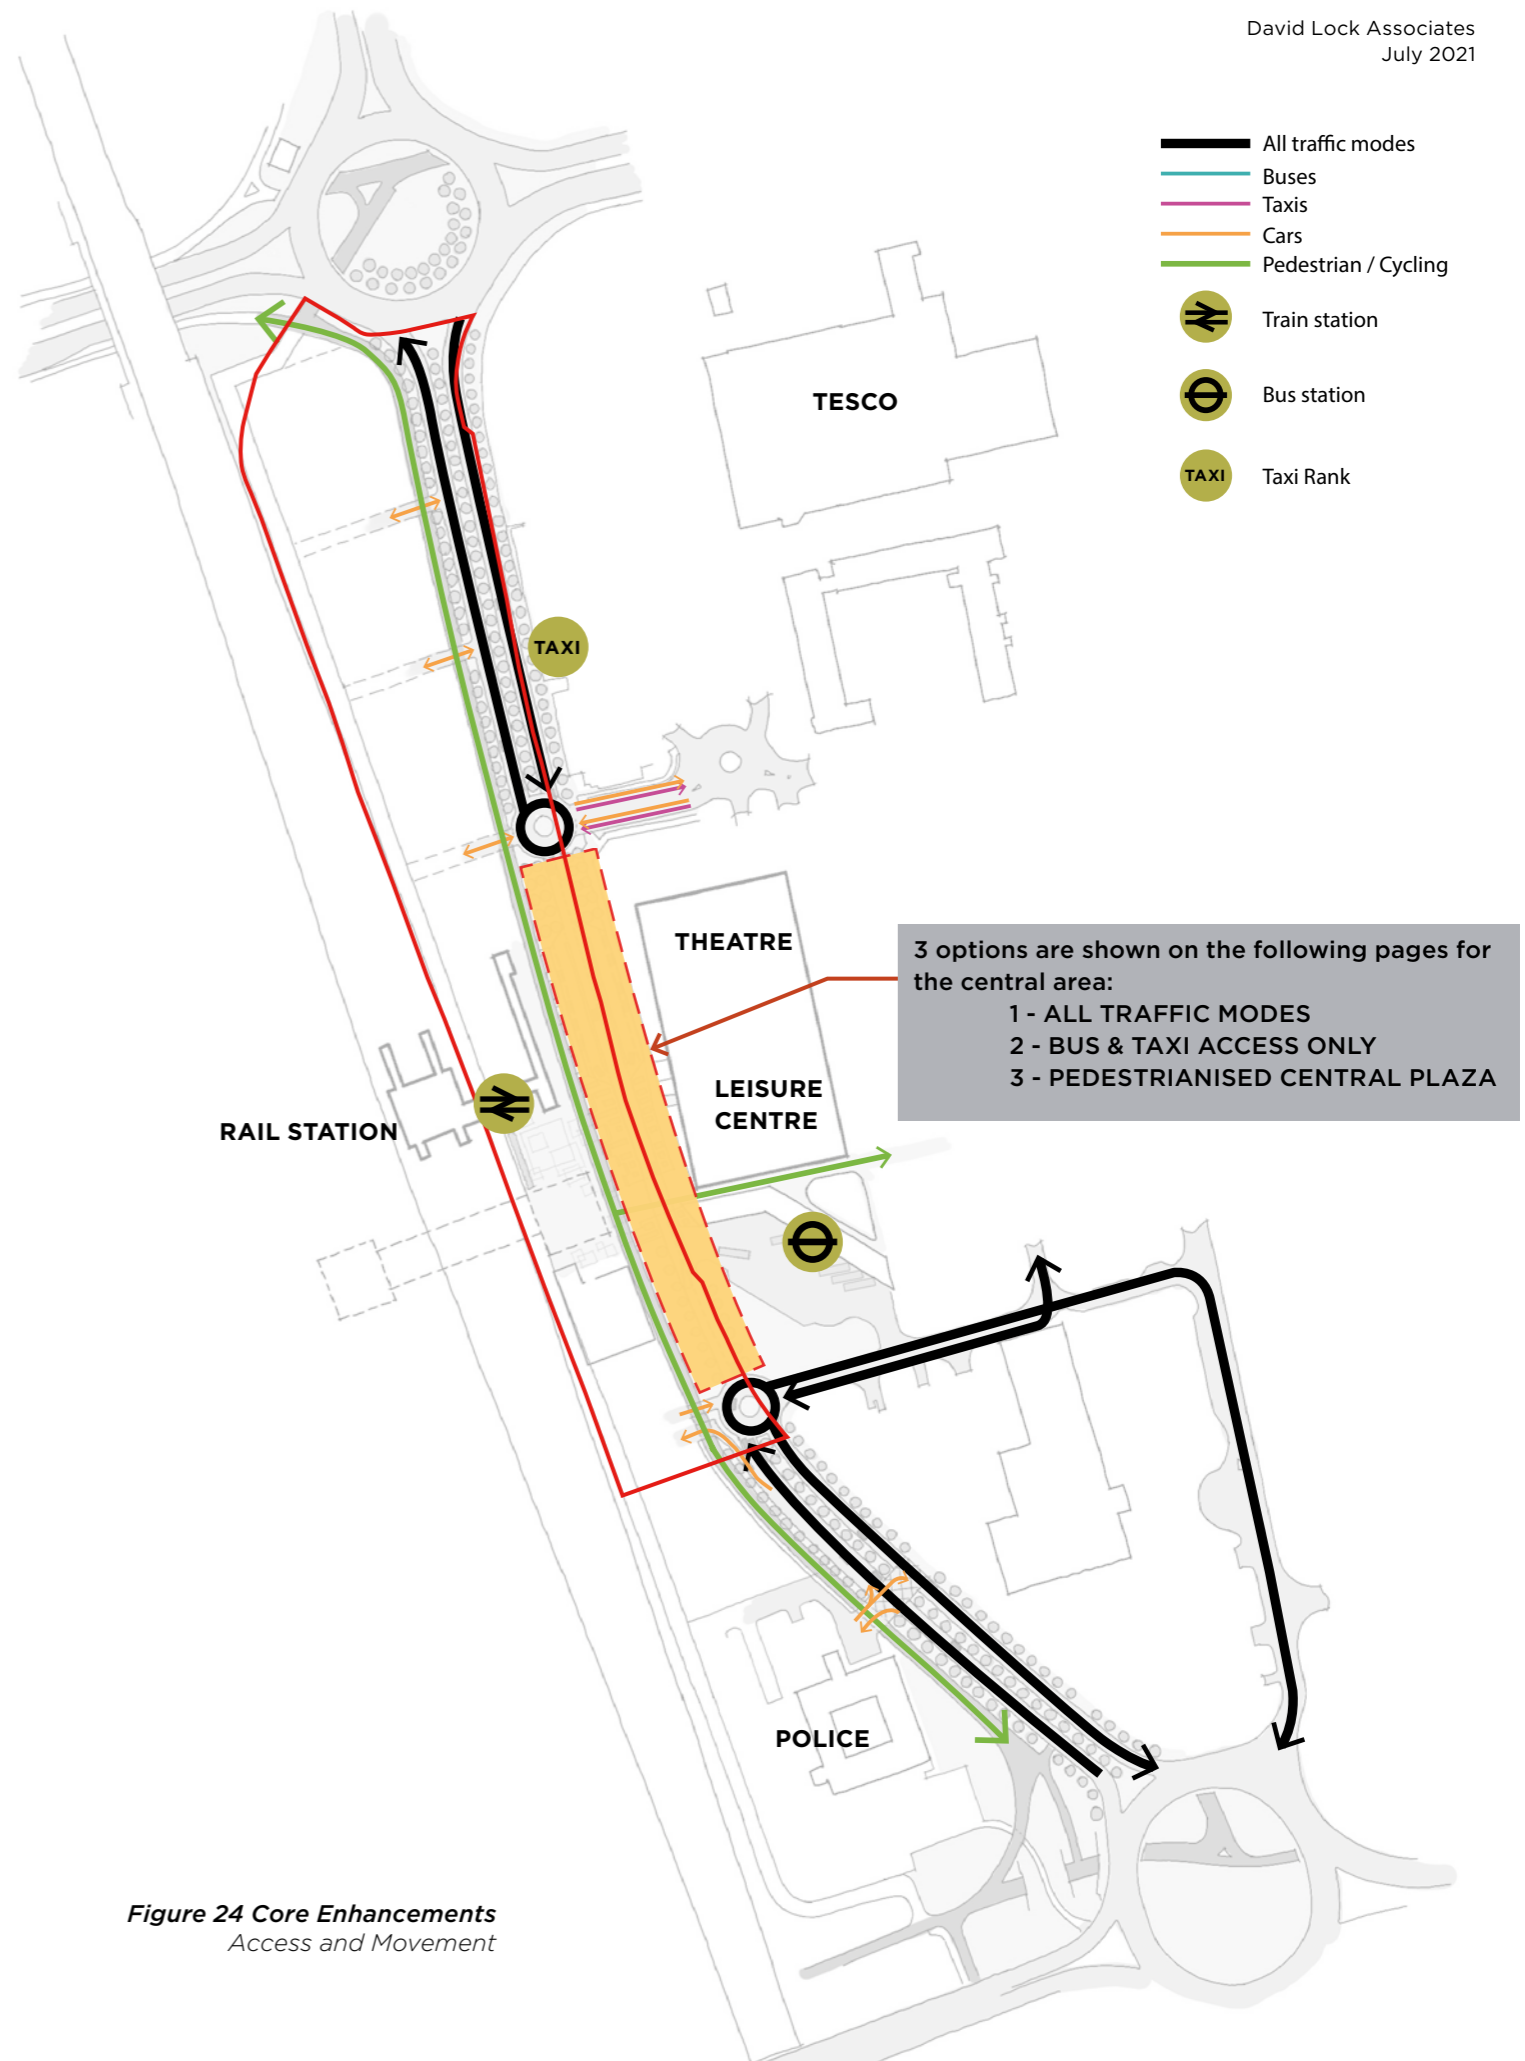 David Lock Associates
July 2021
All traffic modes
Buses
Taxis
Cars
Pedestrian / Cycling
Train station
Bus station
TAXI
Taxi Rank
TESCO
TAXI
THEATRE
3 options are shown on the following pages for
the central area:
1 - ALL TRAFFIC MODES
2 - BUS & TAXI ACCESS ONLY
3 - PEDESTRIANISED CENTRAL PLAZA
LEISURE
CENTRE
RAIL STATION
POLICE
Figure 24 Core Enhancements
Access and Movement